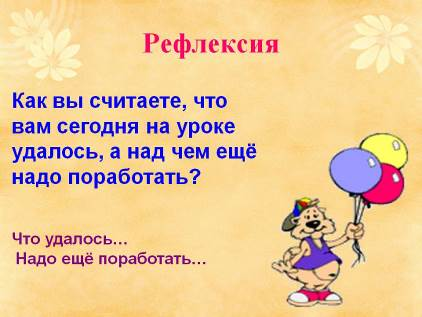 Рефлексия
Как вы считаете, что
вам сегодня на уроке
удалось, а над чем ещё
надо поработать?
Что удалось...
Надо ещё поработать...